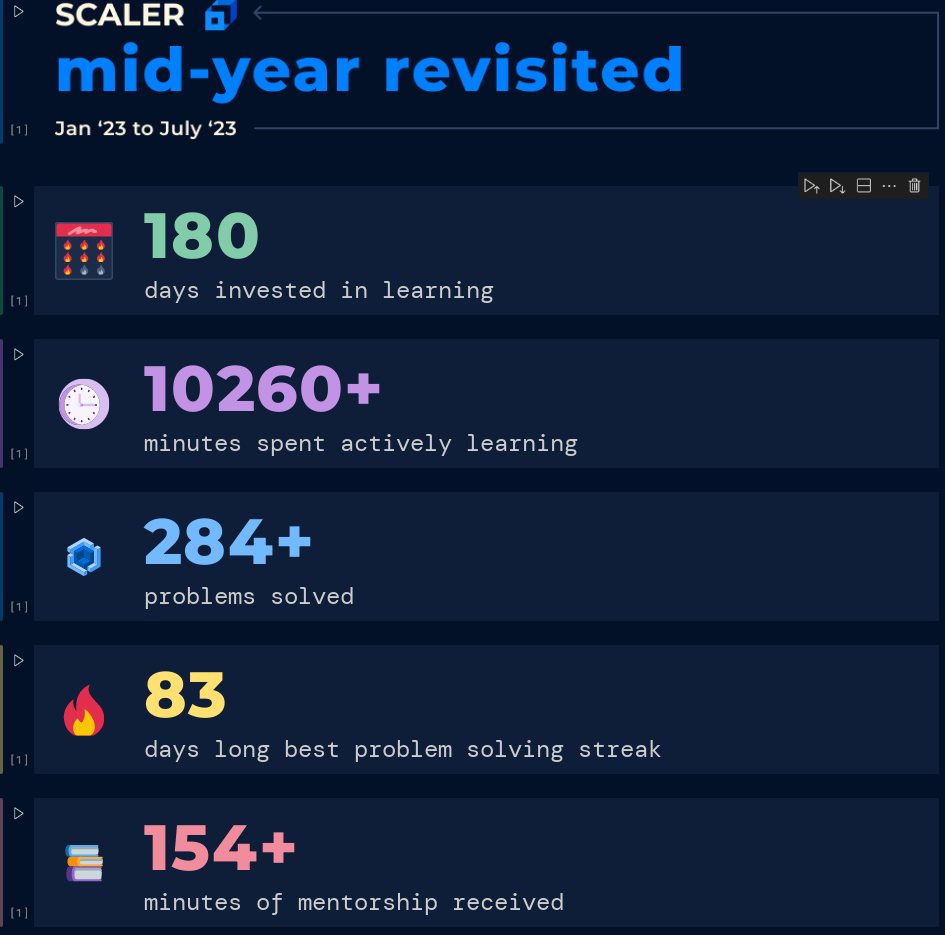 SCALER
mid-year revisited
Jan ‘23 to July ‘23
[1]
180
days invested in learning
[1]
10260+
minutes spent actively learning
[1]
284+
problems solved
[1]
83
days long best problem solving streak
[1]
154+
minutes of mentorship received
[1]